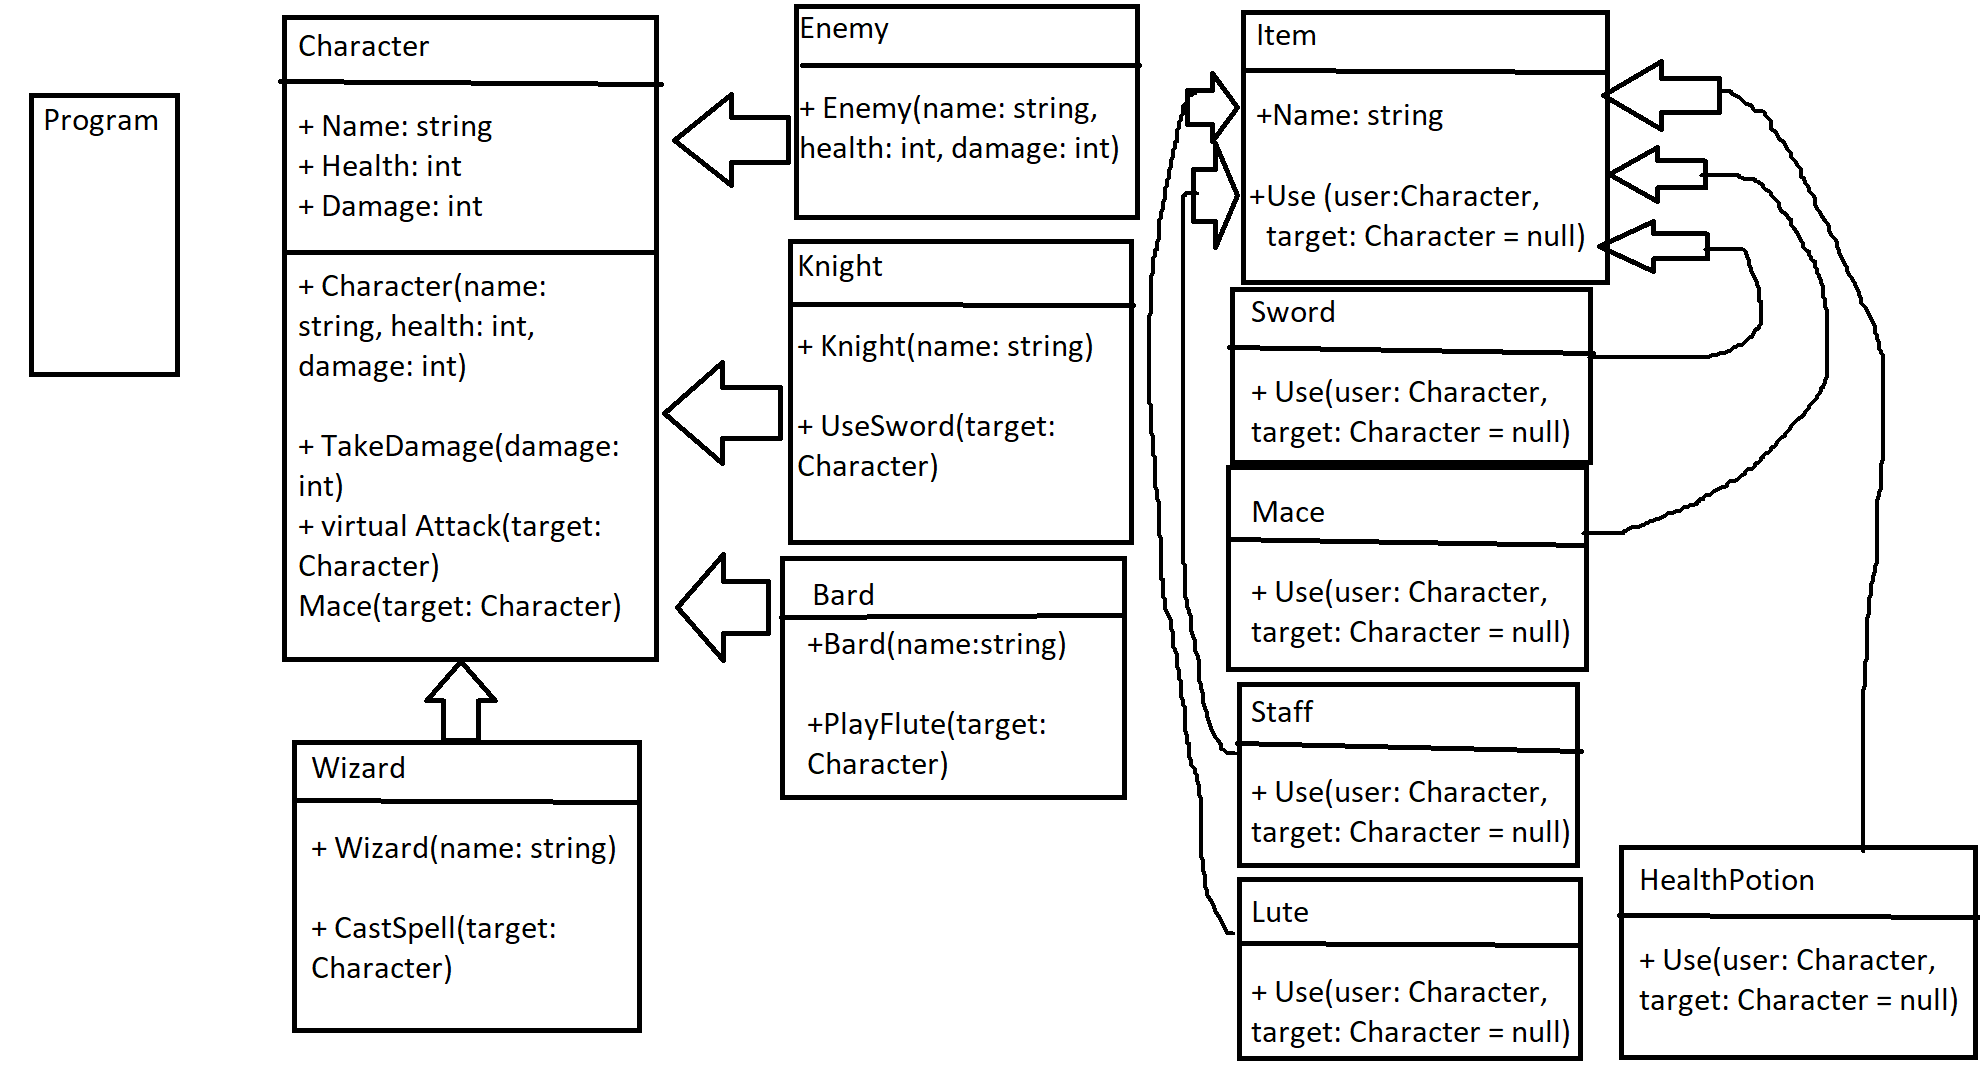 Program
Character
+ Name: string
+ Health: int
+ Damage: int
+ Character(name:
string, health: int,
damage: int)
+ TakeDamage(damage:
int)
+ virtual Attack(target:
Character)
Mace(target: Character)
Wizard
+ Wizard(name: string)
+ CastSpell(target:
Character)
Enemy
+ Enemy(name: string,
health: int, damage: int)
Knight
+ Knight(name: string)
+ UseSword(target:
Character)
Bard
+Bard(name:string)
+PlayFlute(target:
Character)
Item
+Name: string
+Use (user:Character,
target: Character = null)
Sword
+ Use(user: Character,
target: Character = null)
Mace
+ Use(user: Character,
target: Character = null)
Staff
+ Use(user: Character,
target: Character = null)
Lute
+ Use(user: Character,
target: Character = null)
HealthPotion
+ Use(user: Character,
target: Character = null)